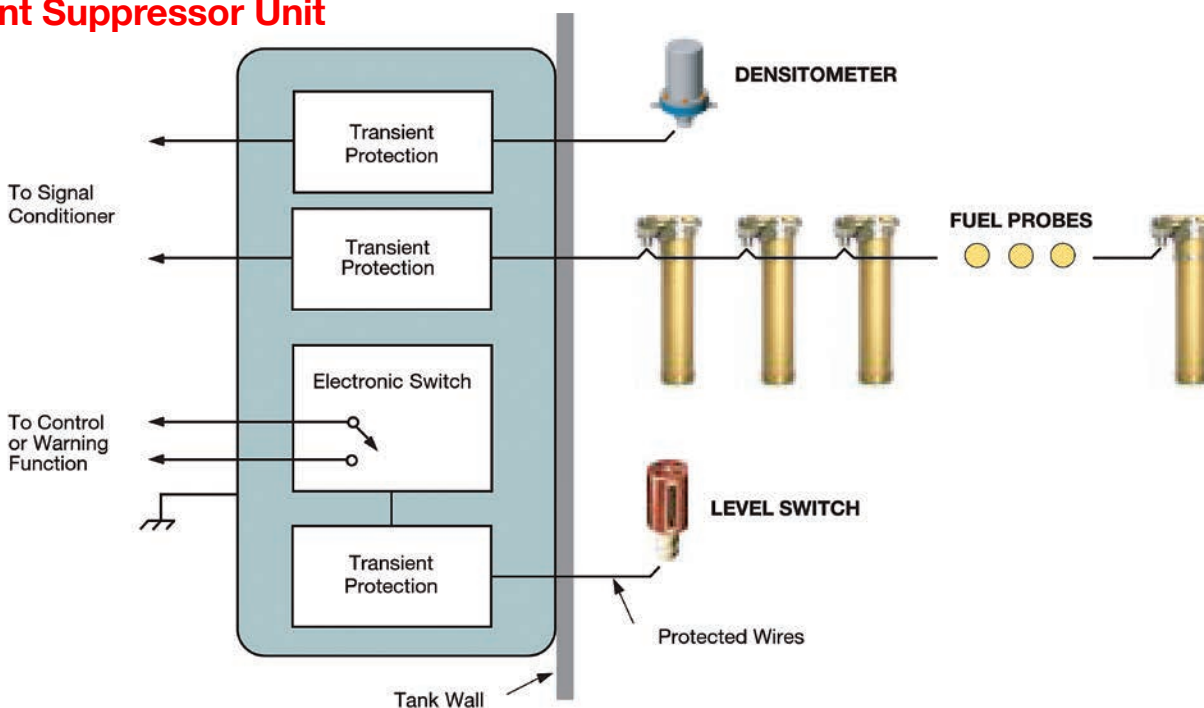 nt Suppressor Unit
DENSITOMETER
Transient
Protection
To Signal
Conditioner
FUEL PROBES
Transient
Protection
Electronic Switch
To Control
or Warning
Function
LEVEL SWITCH
Transient
Protection
Protected Wires
Tank Wall